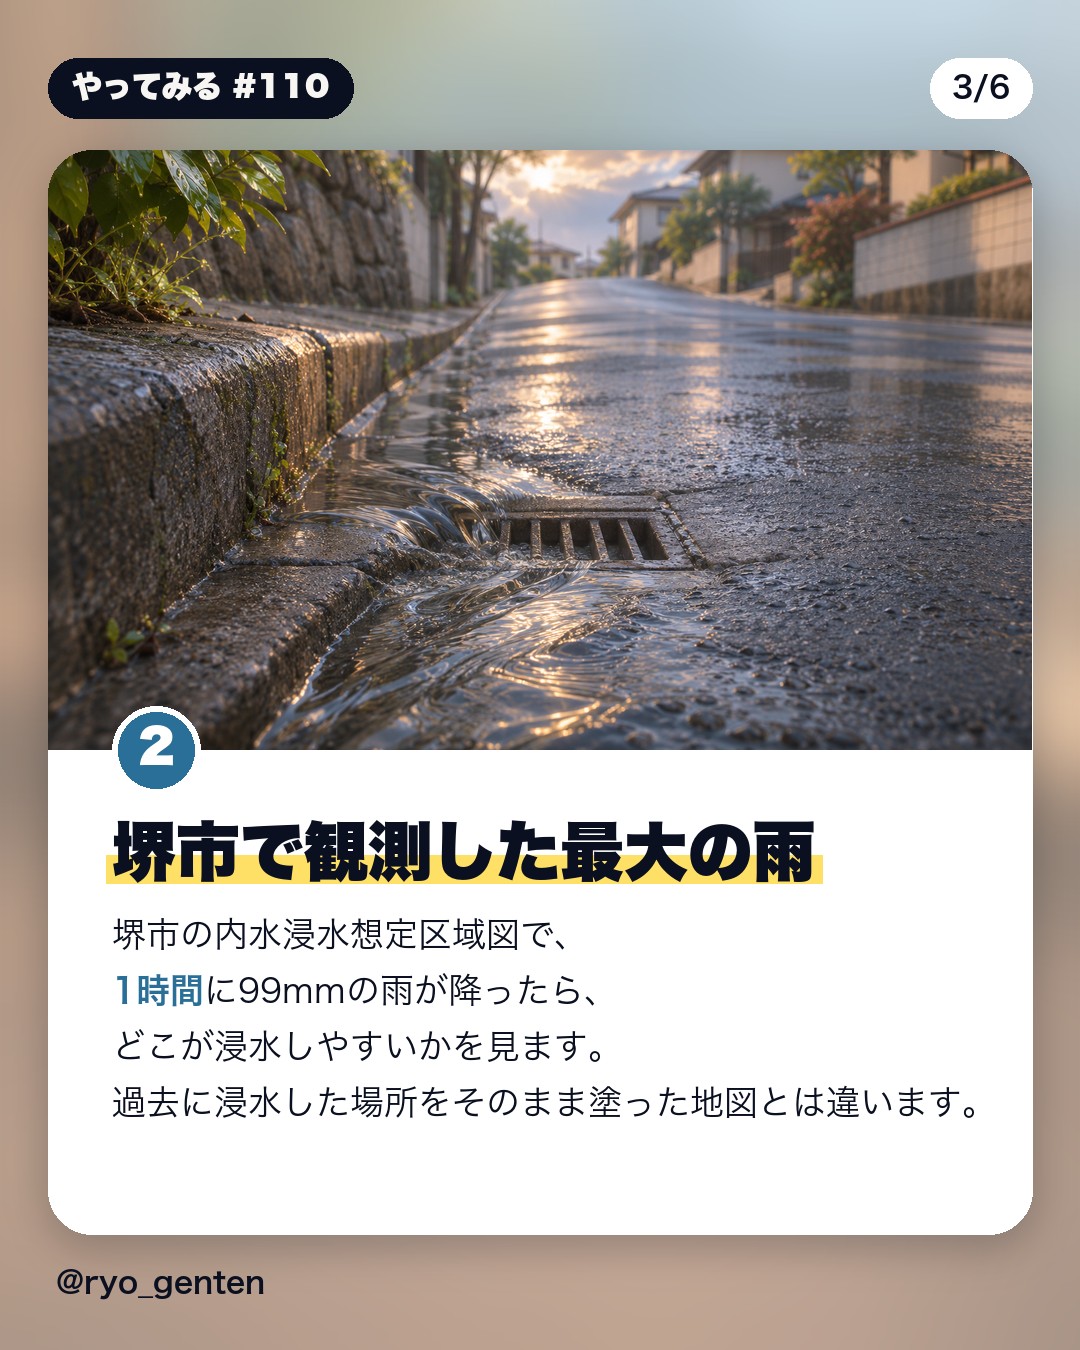 やってみる #110
3/6
2
堺市で観測した最大の雨
堺市の内水浸水想定区域図で、
1時間に99mmの雨が降ったら、
どこが浸水しやすいかを見ます。
過去に浸水した場所をそのまま塗った地図とは違います。
@ryo_genten